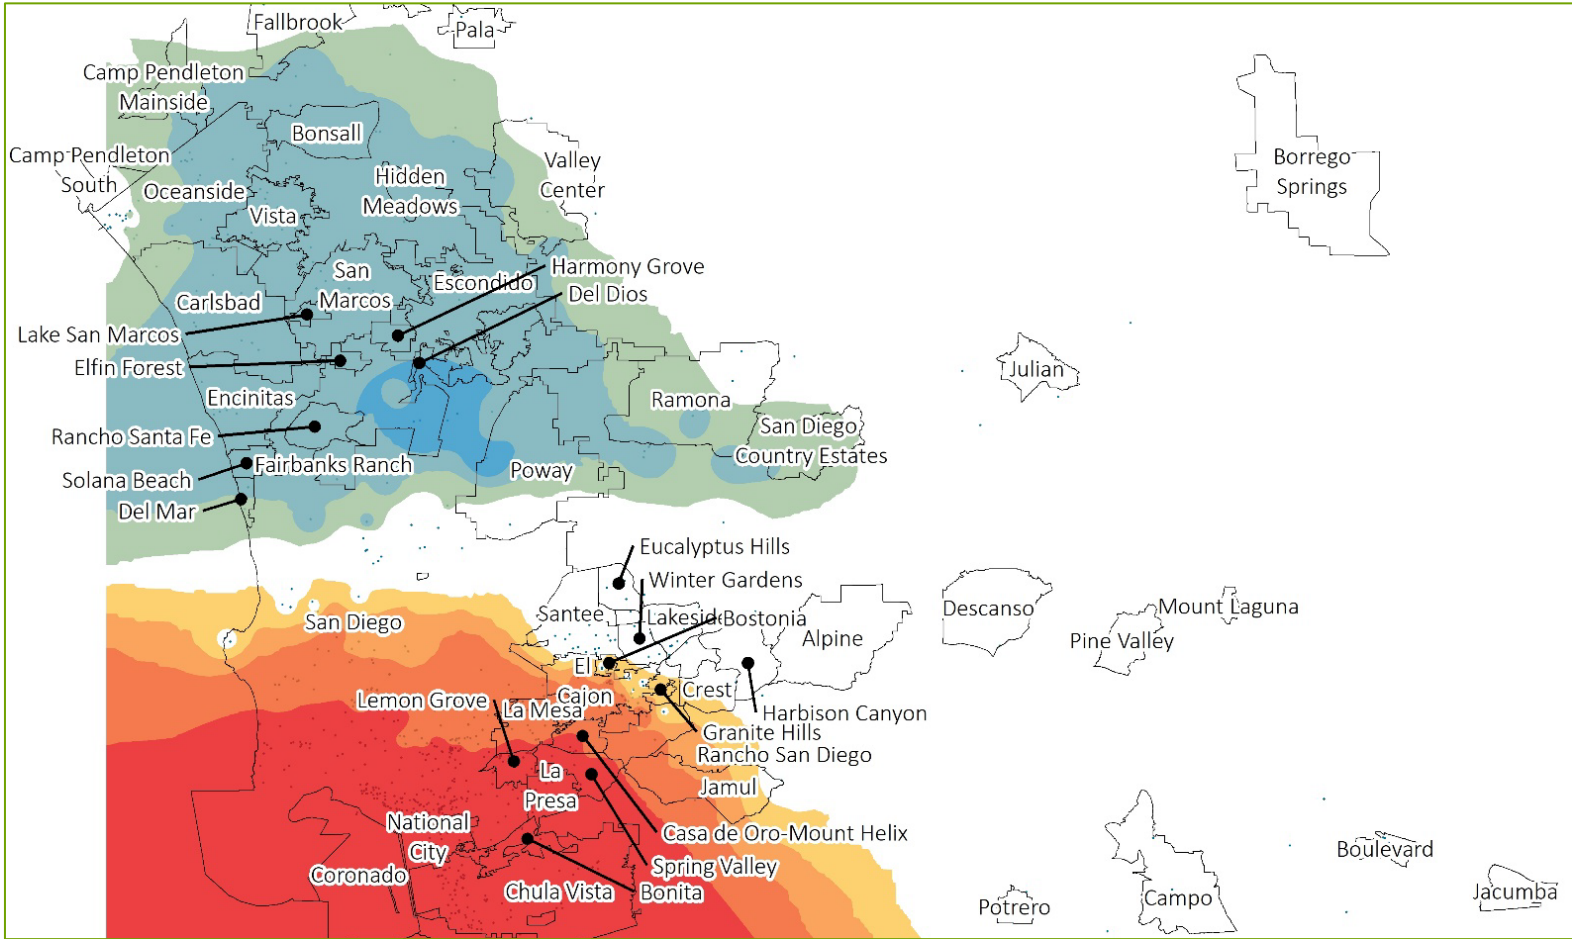 Fallbrook
Pala
Camp Pendleton
Mainside
Bonsall
Camp Pendleton
South
Oceanside
Vista
Hidden
Meadows
Valley
Center
Borrego
Springs
San
Marcos
Escondido
Harmony Grove
Del Dios
Carlsbad
Lake San Marcos
Elfin Forest
Encinitas
Rancho Santa Fe
Fairbanks Ranch
Solana Beach
Del Mar
Poway
Ramona
San Diego
Country Estates
Julian
Eucalyptus Hills
Winter Gardens
Santee
Lakesid
Bostonia
San Diego
Alpine
Descanso
Mount Laguna
Pine Valley
El
Cajon
Crest
Lemon Grove
La Mesa
Harbison Canyon
Granite Hills
Rancho San Diego
La
Presa
Jamul
National
City
Casa de Oro-Mount Helix
Spring Valley
Coronado
Chula Vista
Bonita
Boulevard
Potrero
Campo
Jacumba